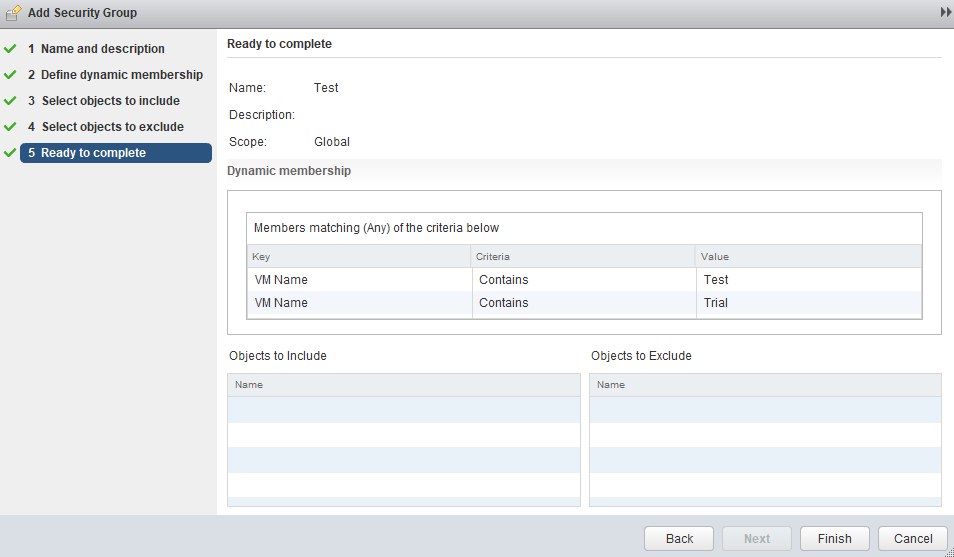 Add Security Group
1 Name and description
2 Define dynamic membership
3 Select objects to include
4 Select objects to exclude
5 Ready to complete
Ready to complete
Name: Test
Description:
Scope: Global
Dynamic membership
Members matching (Any) of the criteria below
Key Criteria Value
VM Name Contains Test
VM Name Contains Trial
Objects to Include Objects to Exclude
Name Name
Back Next Finish Cancel